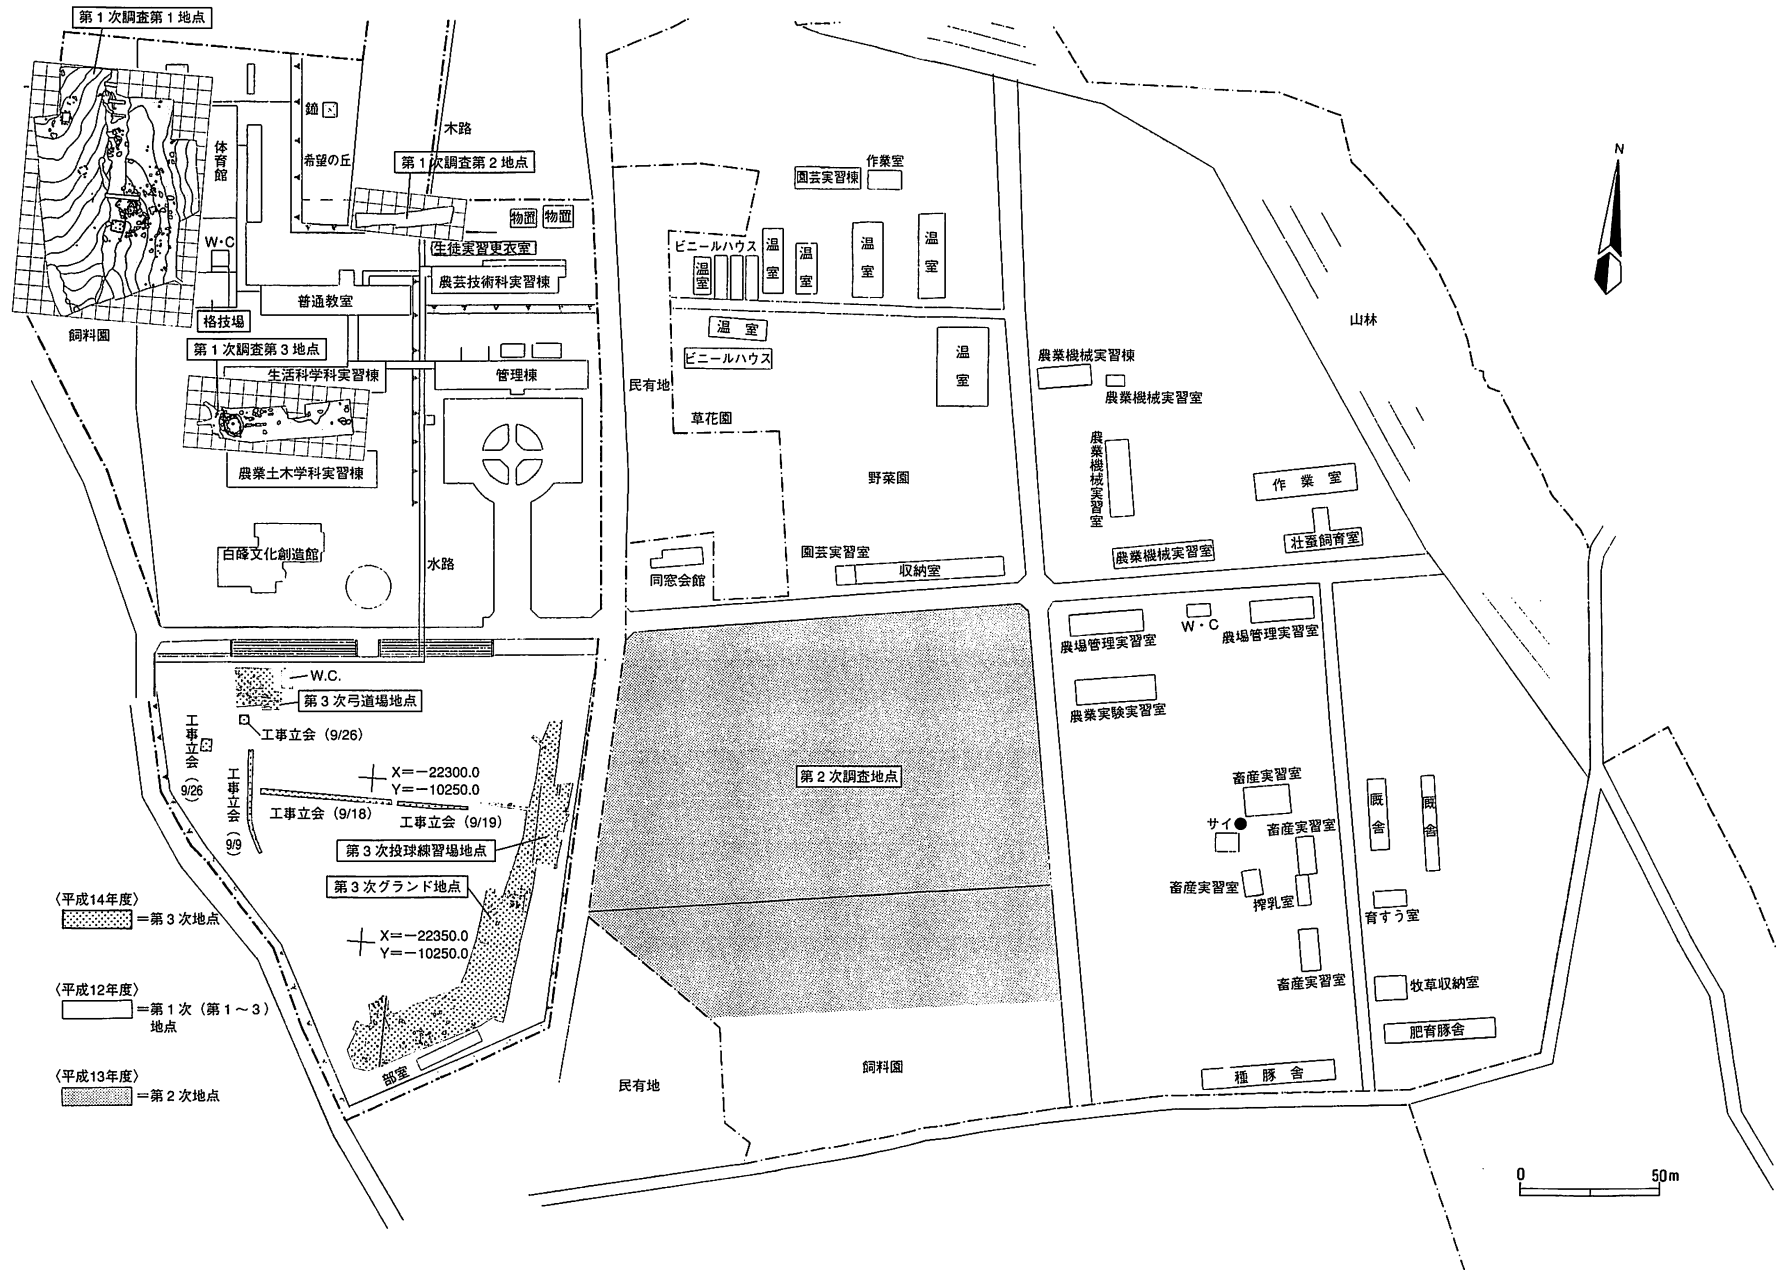 第1次調査第1地点
鐘
木路
体育館
希望の丘
第1次調査第2地点
作業室
園芸実習棟
物置
物置
W・C
生徒実習更衣室
農芸技術科実習棟
ビニールハウス
温室
温室
温室
温室
温室
普通教室
格技場
飼料園
第1次調査第3地点
生活科学科実習棟
管理棟
温室
ビニールハウス
温室
民有地
草花園
山林
N
農業機械実習棟
農業機械実習室
農業機械実習室
農業土木学科実習棟
野菜園
作業室
壮蚕飼育室
農業機械実習室
白峰文化創造館
水路
同窓会館
園芸実習室
収納室
農場管理実習室
W・C
農場管理実習室
農業実験実習室
W.C.
第3次弓道場地点
工事立会(9/26)
工事立会(9/26)
工事立会(9/9)
X=-22300.0
Y=-10250.0
工事立会(9/18)
工事立会(9/19)
第3次投球練習場地点
第3次グランド地点
X=-22350.0
Y=-10250.0
部室
第2次調査地点
畜産実習室
サイ
畜産実習室
厩舎
厩舎
畜産実習室
搾乳室
育すう室
畜産実習室
牧草収納室
肥育豚舎
種豚舎
民有地
飼料園
〈平成14年度〉
=第3次地点
〈平成12年度〉
=第1次(第1～3)
地点
〈平成13年度〉
=第2次地点
0 50m